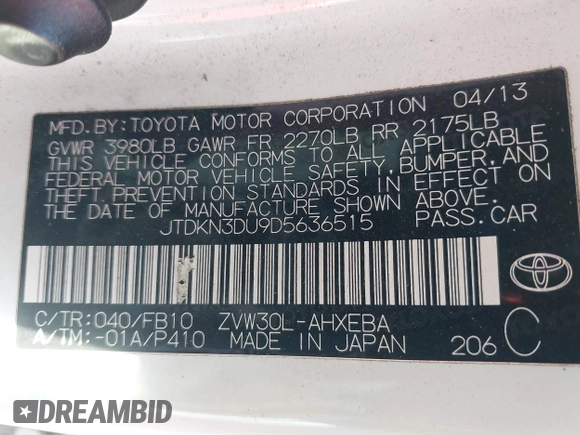 MFD.BY:TOYOTA MOTOR CORPORATION 04/13
GVWR 3980LB GAWR FR 2270LB RR 2175LB
THIS VEHICLE CONFORMS TO ALL APPLICABLE
FEDERAL MOTOR VEHICLE SAFETY,BUMPER,AND
THEFT PREVENTION STANDARDS IN EFFECT ON
THE DATE OF MANUFACTURE SHOWN ABOVE.
JTDKN3DU9D5636515 PASS.CAR
C/TR:040/FB10 ZVW30L-AHXEBA
A/TM:-01A/P410 MADE IN JAPAN 206 C
DREAMBID